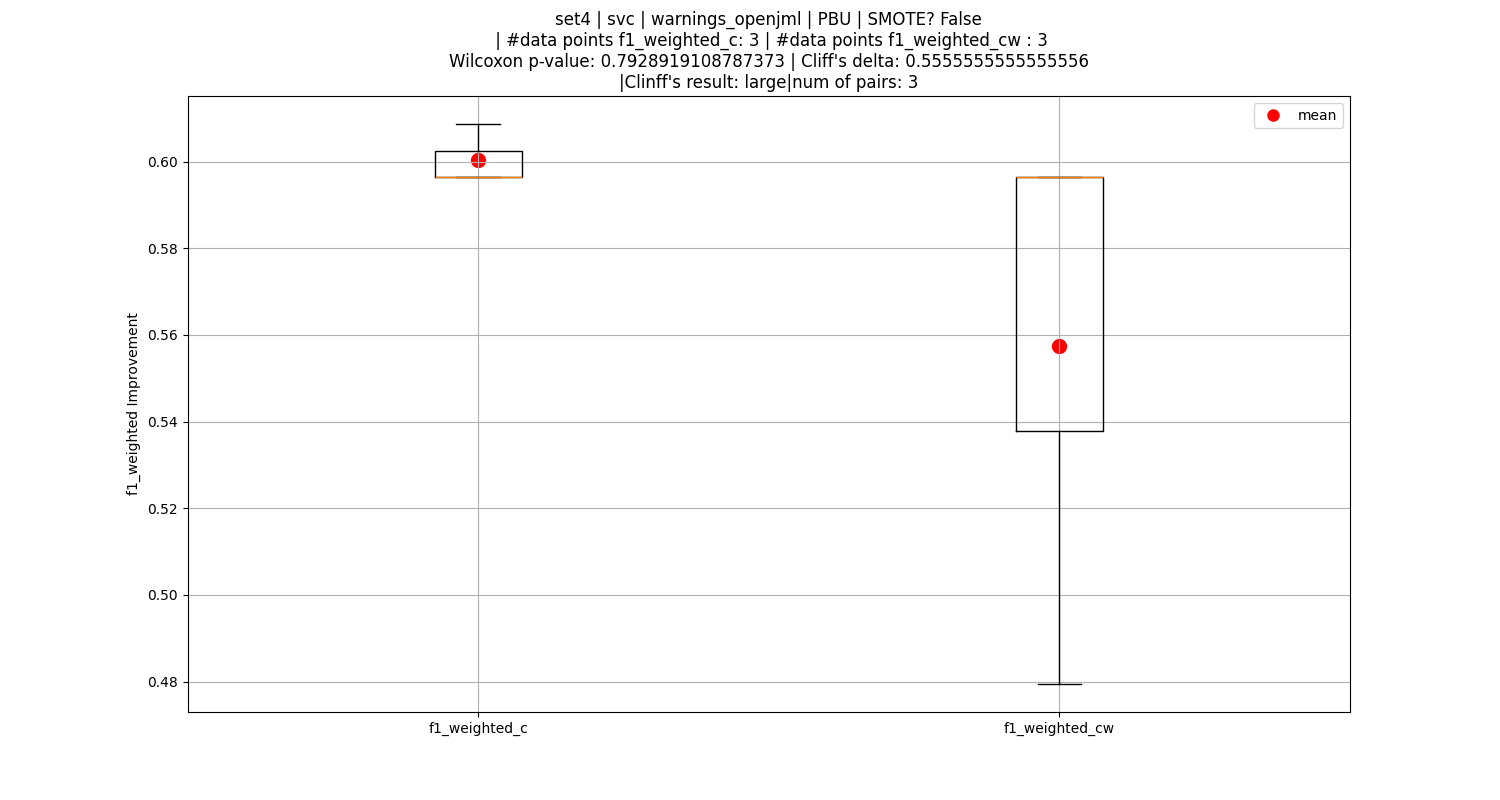 set4 | svc | warnings_openjml | PBU | SMOTE? False
| #data points f1_weighted_c: 3 | #data points f1_weighted_cw : 3
Wilcoxon p-value: 0.7928919108787373 | Cliff's delta: 0.5555555555555556
|Clinff's result: large|num of pairs: 3
mean
0.60
0.58
0.56
0.54
0.52
0.50
0.48
f1_weighted Improvement
f1_weighted_c
f1_weighted_cw